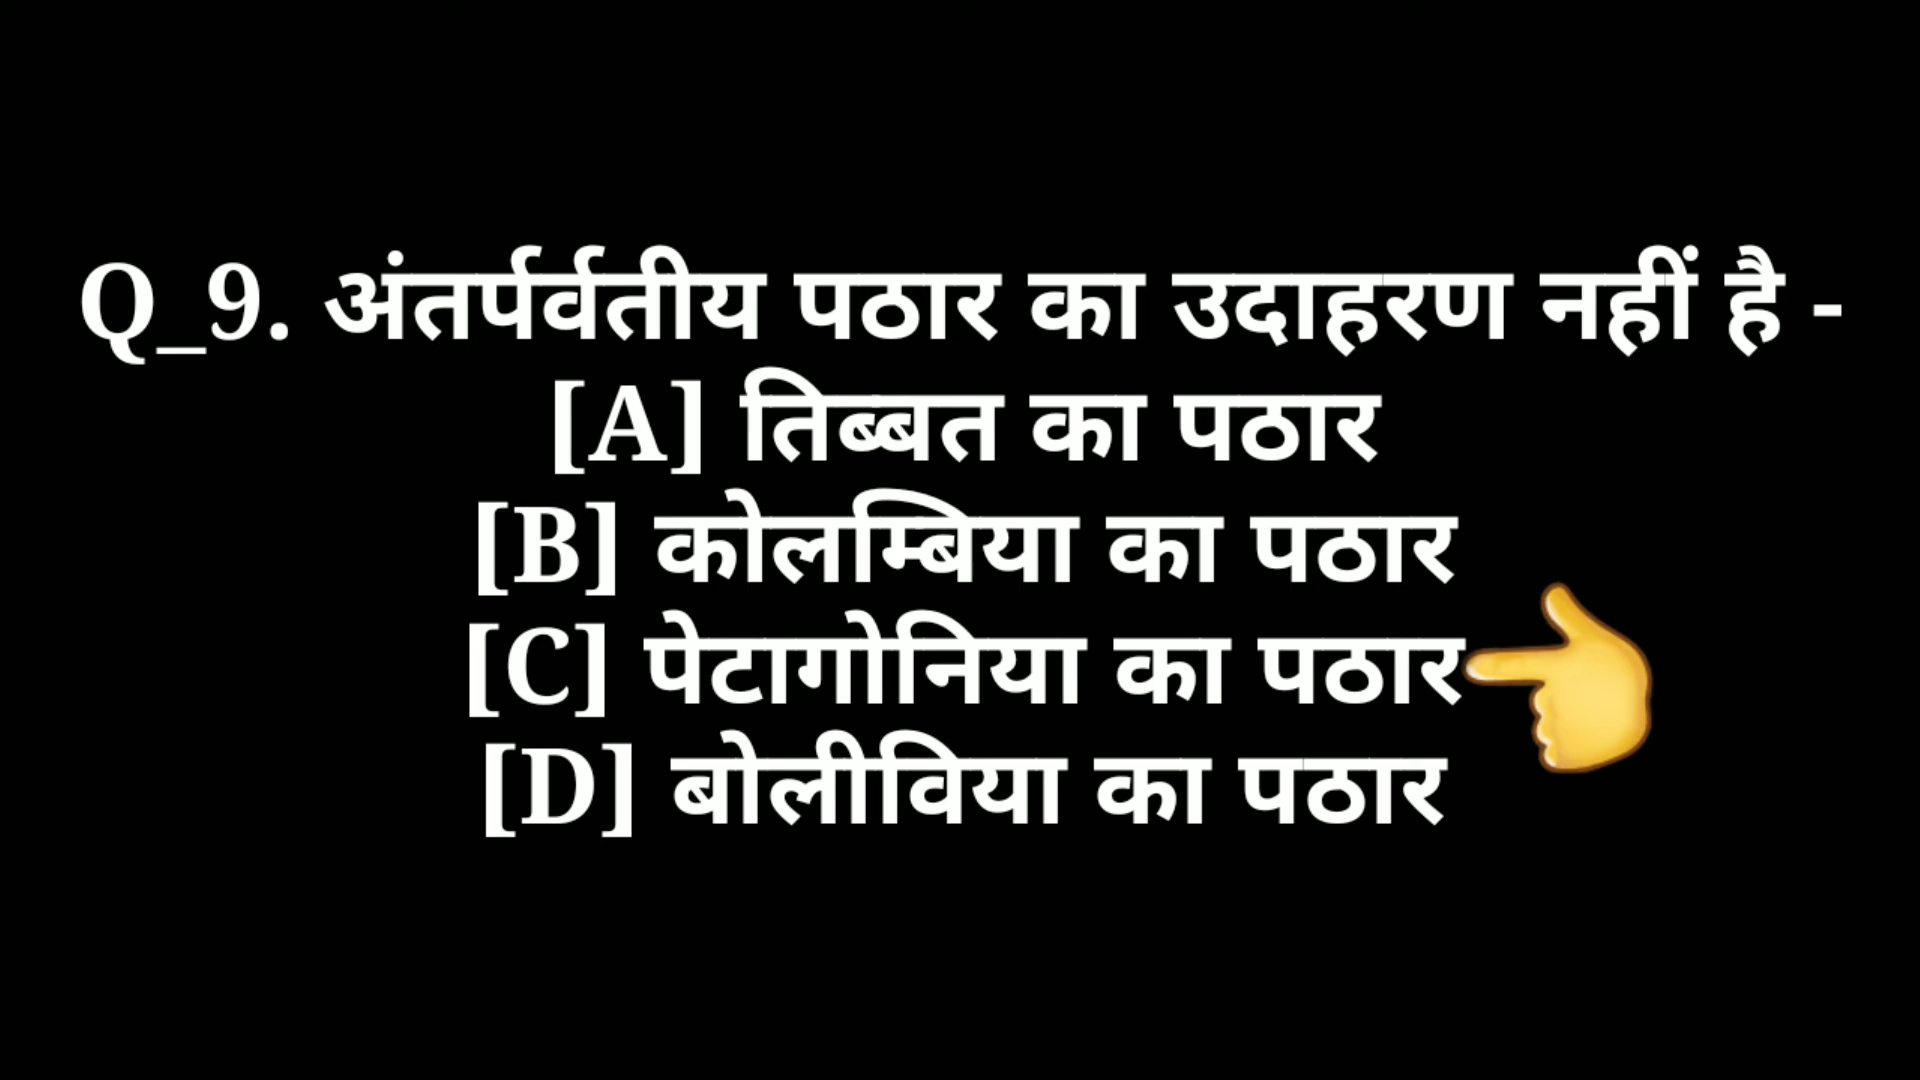 Q_9. अंतर्पर्वतीय पठार का उदाहरण नहीं है -
[A] तिब्बत का पठार
[B] कोलम्बिया का पठार
[C] पेटागोनिया का पठार
[D] बोलीविया का पठार